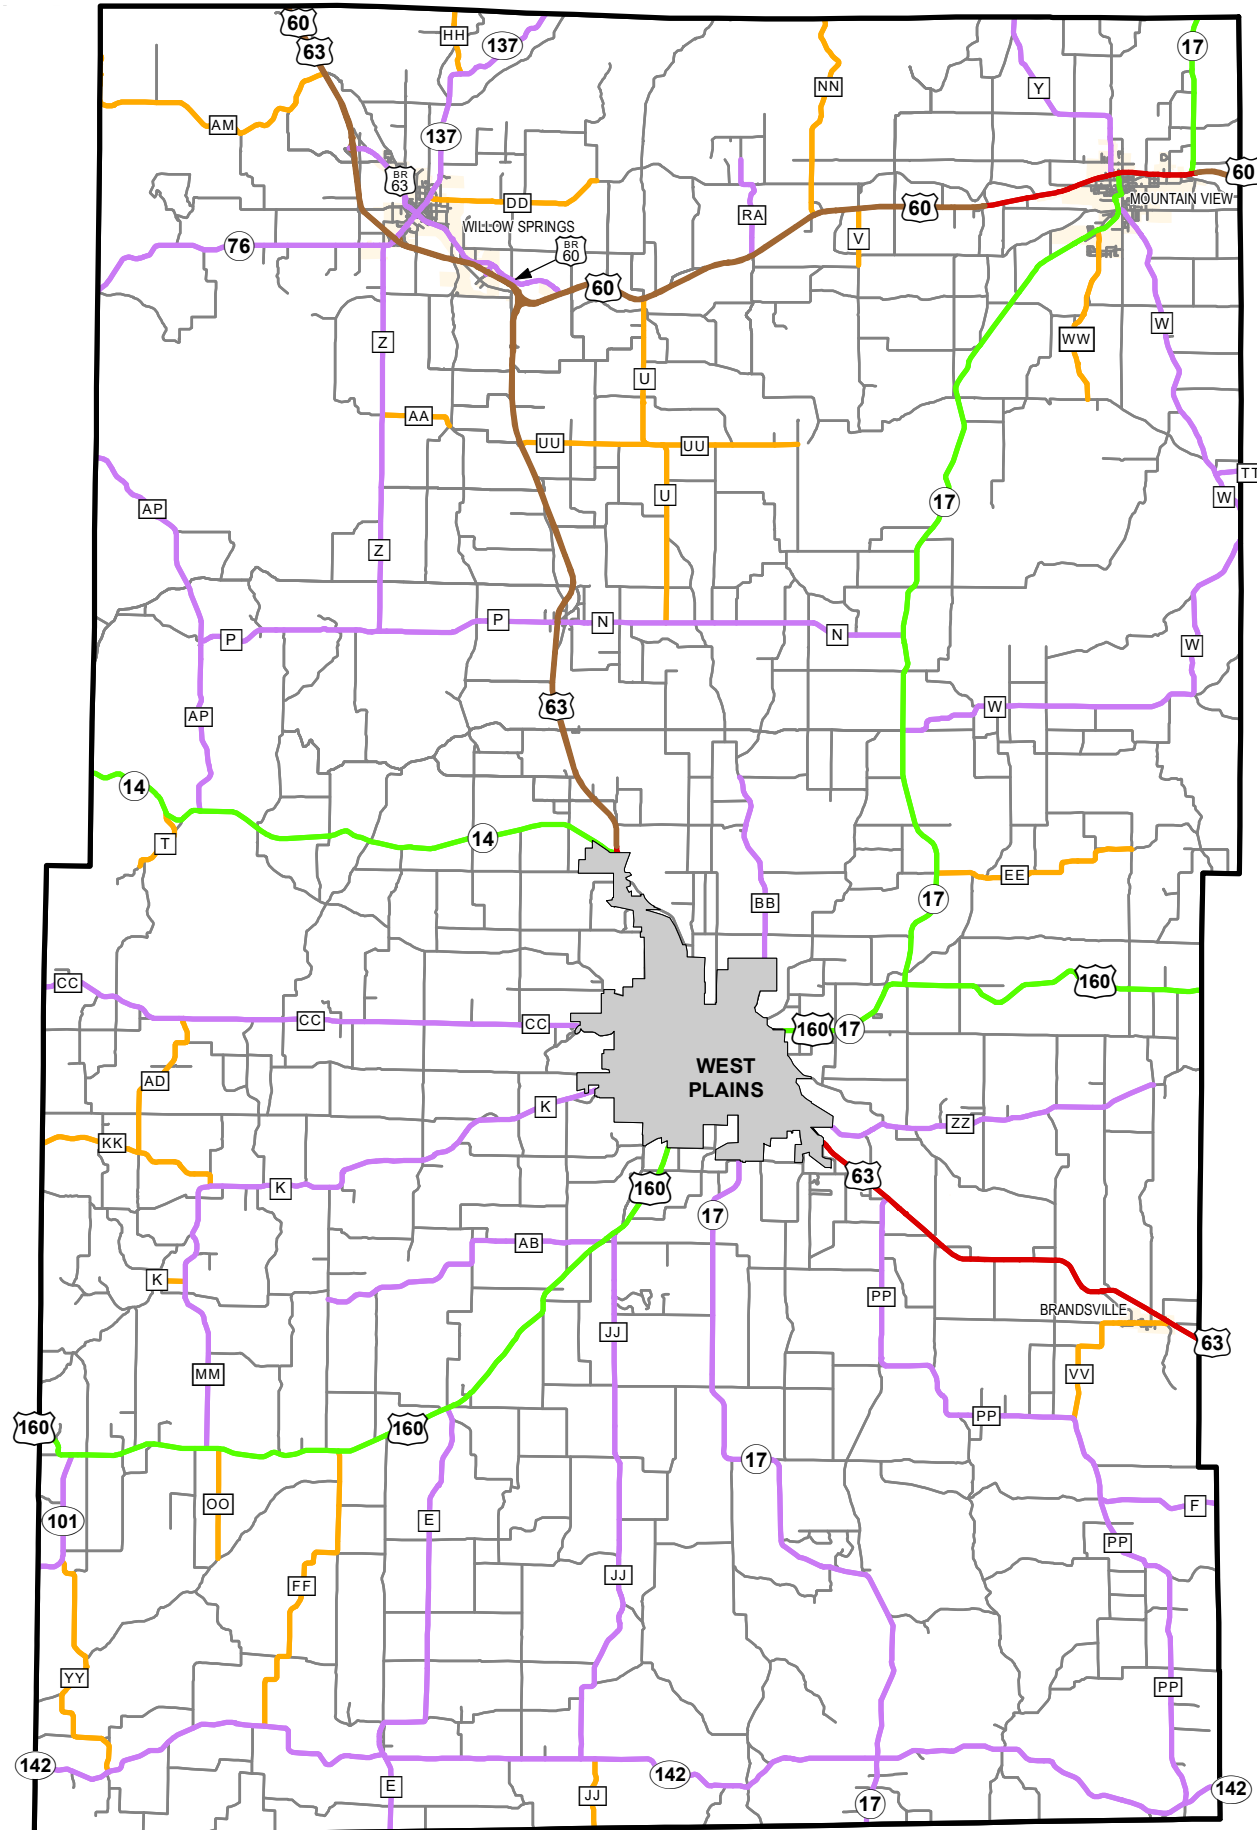 60
63
HH
137
17
NN
Y
AM
137
60
BR
63
DD
MOUNTAIN VIEW
RA
60
WILLOW SPRINGS
V
76
BR
60
60
W
Z
WW
U
AA
UU
UU
TT
U
W
17
AP
Z
P
N
N
P
W
W
63
AP
14
14
T
EE
17
BB
CC
160
CC
CC
160
17
WEST
PLAINS
AD
K
ZZ
KK
63
K
160
17
AB
K
PP
BRANDSVILLE
JJ
63
MM
VV
PP
160
160
17
OO
F
101
E
PP
JJ
FF
YY
PP
142
142
E
142
JJ
17